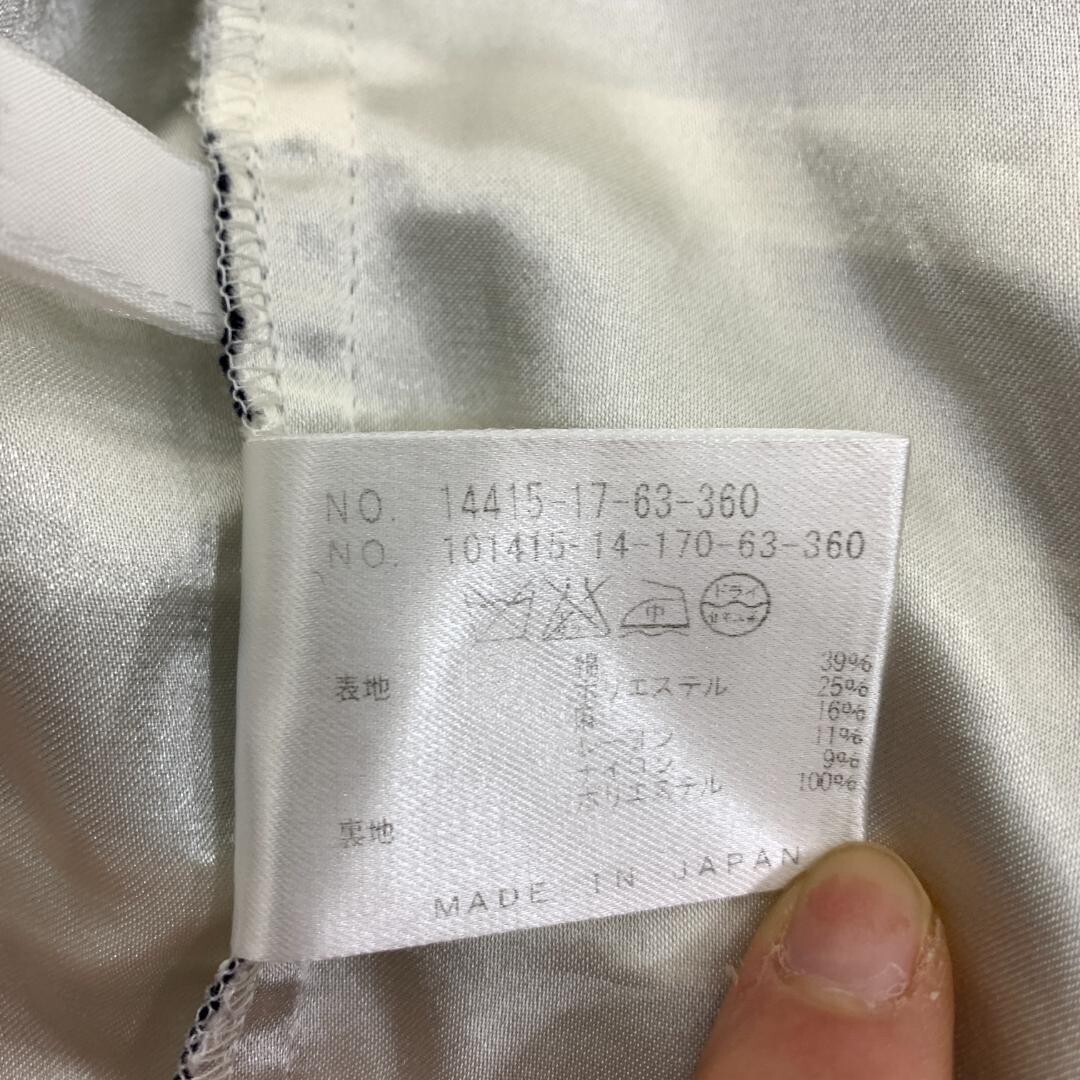 NO. 14415-17-63-360
NO. 101415-14-170-63-360
中 ドライ
表地 綿 39%
ポリエステル 25%
麻 16%
レーヨン 11%
ナイロン 9%
裏地 ポリエステル 100%
MADE IN JAPAN